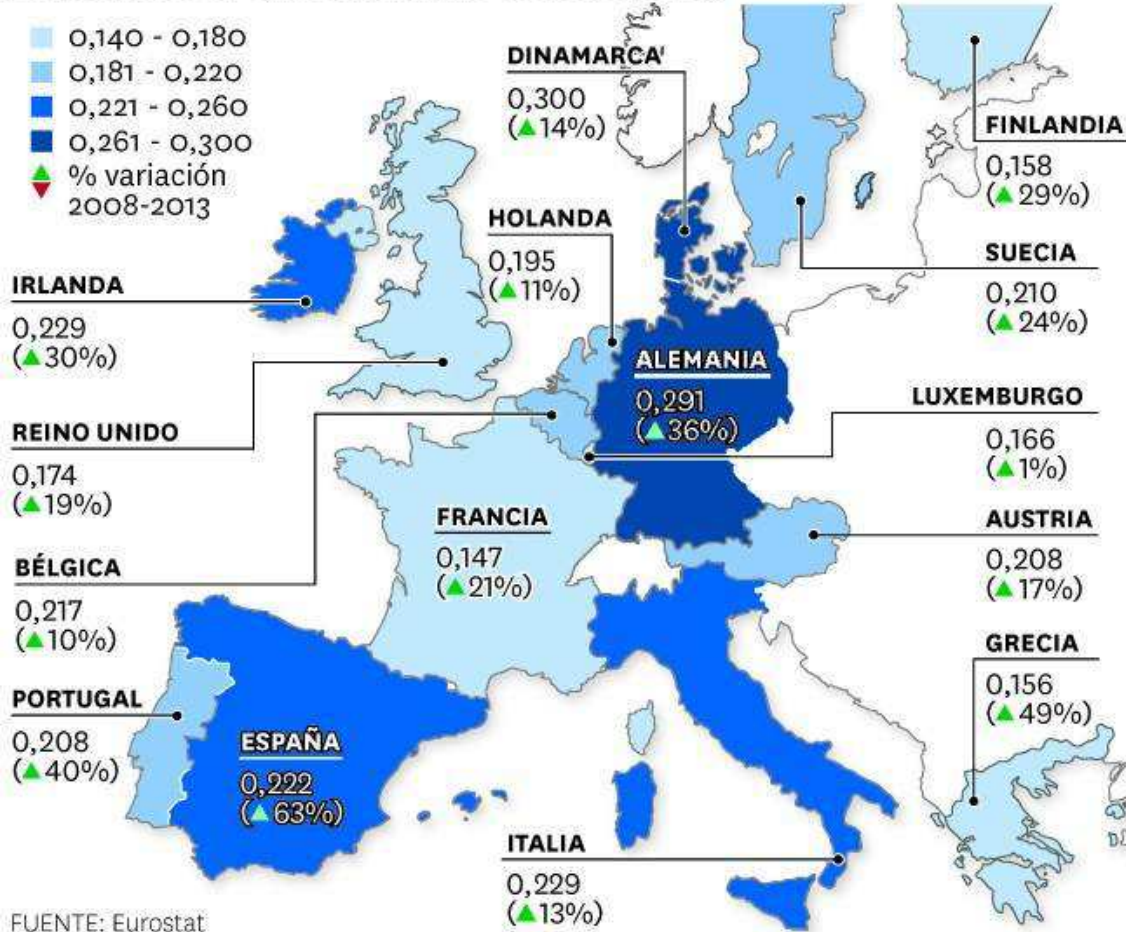 0,140 - 0,180
0,181 - 0,220
0,221 - 0,260
0,261 - 0,300
% variación
2008-2013
DINAMARCA
0,300
(▲14%)
FINLANDIA
0,158
(▲29%)
HOLANDA
0,195
(▲11%)
SUECIA
0,210
(▲24%)
IRLANDA
0,229
(▲30%)
ALEMANIA
0,291
(▲36%)
LUXEMBURGO
0,166
(▲1%)
REINO UNIDO
0,174
(▲19%)
FRANCIA
0,147
(▲21%)
AUSTRIA
0,208
(▲17%)
BÉLGICA
0,217
(▲10%)
GRECIA
0,156
(▲49%)
PORTUGAL
0,208
(▲40%)
ESPAÑA
0,222
(▲63%)
ITALIA
0,229
(▲13%)
FUENTE: Eurostat